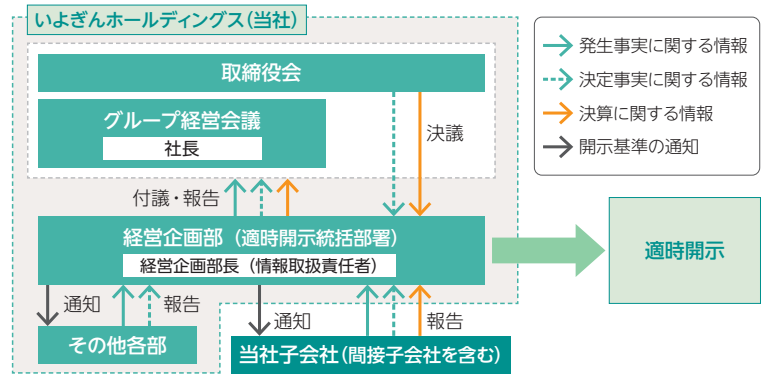 いよぎんホールディングス(当社)
取締役会
グループ経営会議
社長
決議
付議・報告
経営企画部(適時開示統括部署)
経営企画部長(情報取扱責任者)
通知
報告
その他各部
通知
報告
当社子会社(間接子会社を含む)
発生事実に関する情報
決定事実に関する情報
決算に関する情報
開示基準の通知
適時開示